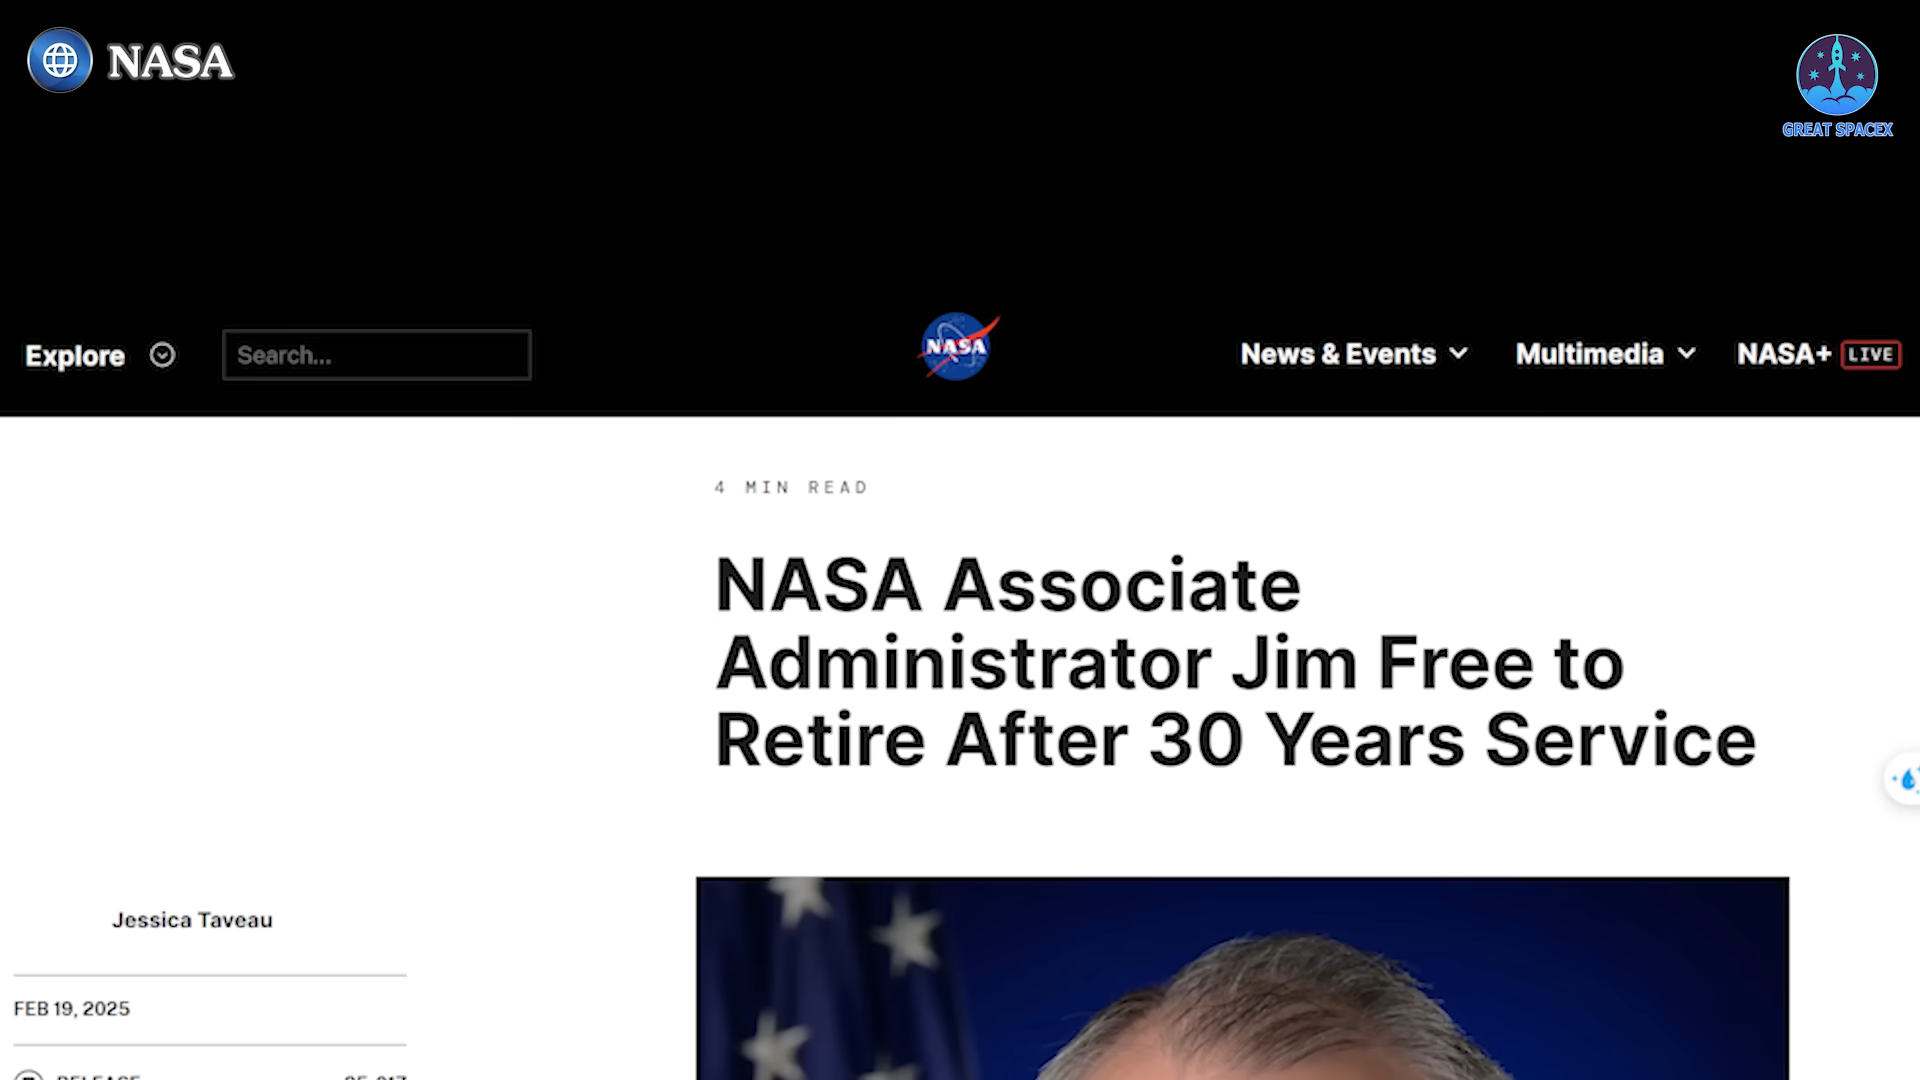 NASA
GREAT SPACEX
Explore
Search...
NASA
News & Events
Multimedia
NASA+ LIVE
4 MIN READ
NASA Associate
Administrator Jim Free to
Retire After 30 Years Service
Jessica Taveau
FEB 19, 2025